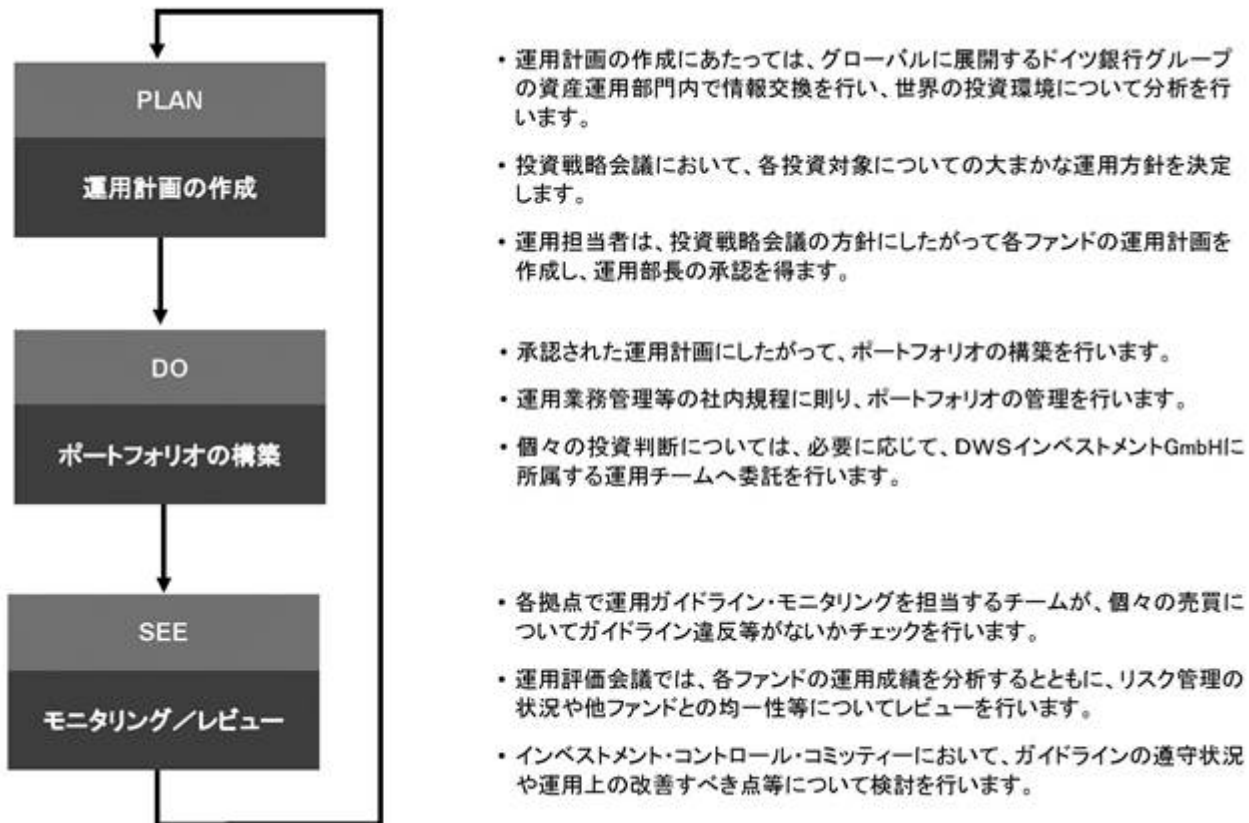 PLAN
運用計画の作成
・運用計画の作成にあたっては、グローバルに展開するドイツ銀行グループ
の資産運用部門内で情報交換を行い、世界の投資環境について分析を行
います。
・投資戦略会議において、各投資対象についての大まかな運用方針を決定
します。
・運用担当者は、投資戦略会議の方針にしたがって各ファンドの運用計画を
作成し、運用部長の承認を得ます。
DO
ポートフォリオの構築
・承認された運用計画にしたがって、ポートフォリオの構築を行います。
・運用業務管理等の社内規程に則り、ポートフォリオの管理を行います。
・個々の投資判断については、必要に応じて、DWSインベストメントGmbHに
所属する運用チームへ委託を行います。
SEE
モニタリング／レビュー
・各拠点で運用ガイドライン・モニタリングを担当するチームが、個々の売買に
ついてガイドライン違反等がないかチェックを行います。
・運用評価会議では、各ファンドの運用成績を分析するとともに、リスク管理の
状況や他ファンドとの均一性等についてレビューを行います。
・インベストメント・コントロール・コミッティーにおいて、ガイドラインの遵守状況
や運用上の改善すべき点等について検討を行います。